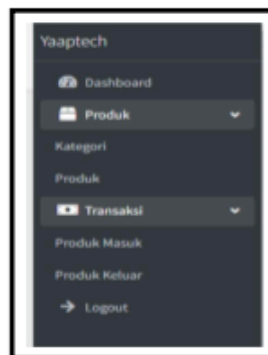 Yaaptech
Dashboard
Produk
Kategori
Produk
Transaksi
Produk Masuk
Produk Keluar
Logout